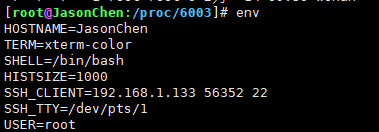 [root@JasonChen:/proc/6003]# env
HOSTNAME=JasonChen
TERM=xterm-color
SHELL=/bin/bash
HISTSIZE=1000
SSH_CLIENT=192.168.1.133 56352 22
SSH_TTY=/dev/pts/1
USER=root